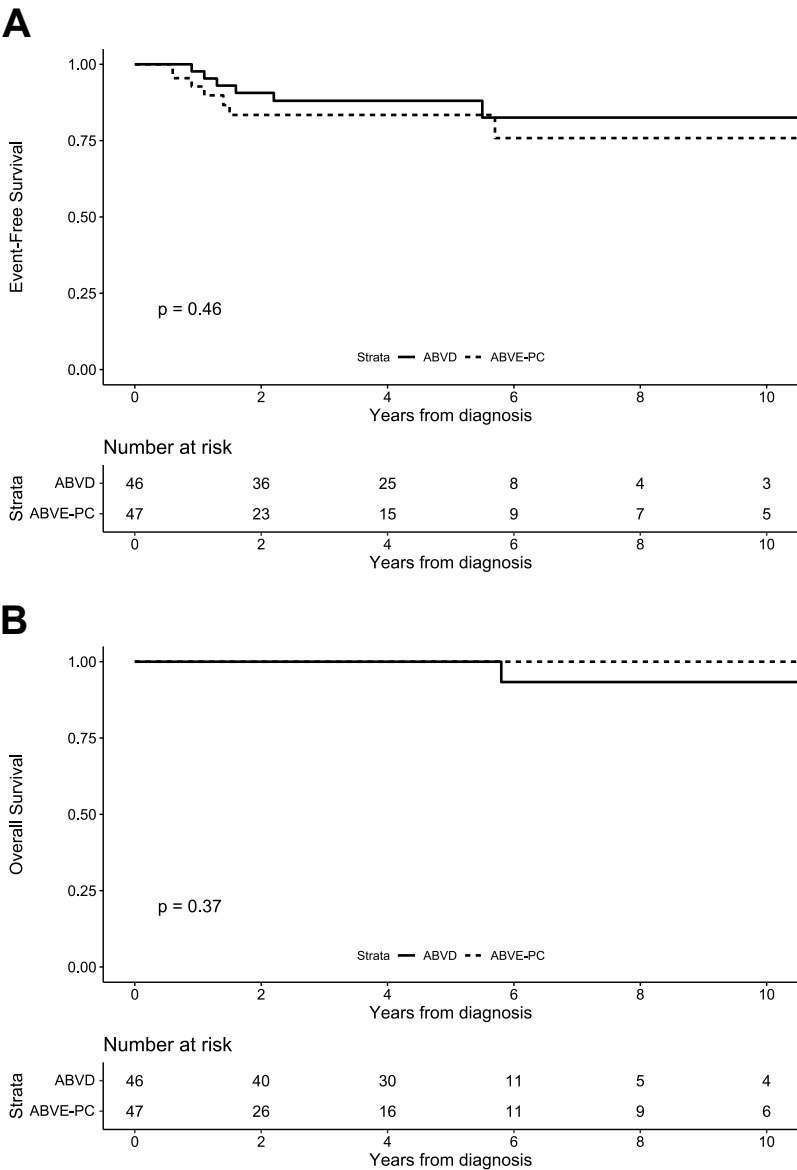 A
1.00
0.75
0.50
0.25
0.00
Event-Free Survival
p = 0.46
Strata ABVD ABVE-PC
0 2 4 6 8 10
Years from diagnosis
Number at risk
Strata
ABVD 46 36 25 8 4 3
ABVE-PC 47 23 15 9 7 5
0 2 4 6 8 10
Years from diagnosis
B
1.00
0.75
0.50
0.25
0.00
Overall Survival
p = 0.37
Strata ABVD ABVE-PC
0 2 4 6 8 10
Years from diagnosis
Number at risk
Strata
ABVD 46 40 30 11 5 4
ABVE-PC 47 26 16 11 9 6
0 2 4 6 8 10
Years from diagnosis